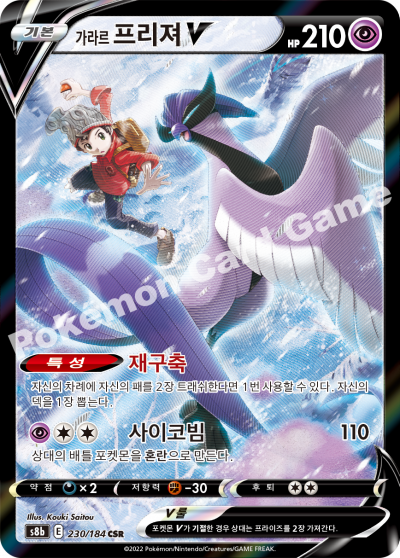 기본 가라르 프리져 V HP 210
Pokémon Card Game
특성 재구축
자신의 차례에 자신의 패를 2장 트래쉬한다면 1번 사용할 수 있다. 자신의
덱을 1장 뽑는다.
사이코빔 110
상대의 배틀 포켓몬을 혼란으로 만든다.
약점 ×2 저항력 -30 후퇴
Illus. Kouki Saitou
V룰
s8b E 230/184 CSR
포켓몬 V가 기절한 경우 상대는 프라이즈를 2장 가져간다.
©2022 Pokémon/Nintendo/Creatures/GAME FREAK.